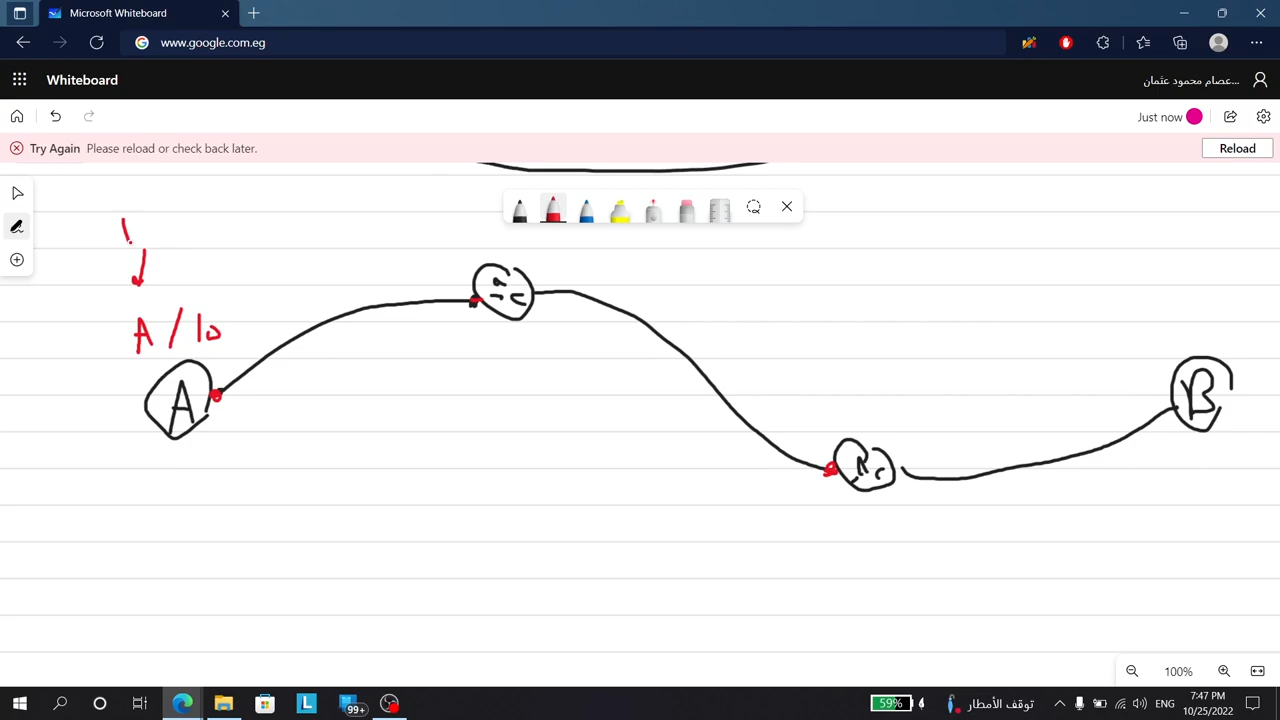 Microsoft Whiteboard
www.google.com.eg
Whiteboard
عصام محمود عثمان...
Just now
Try Again Please reload or check back later.
Reload
A / 10
A
B
100%
99+
59%
توقف الأمطار
ENG
7:47 PM
10/25/2022